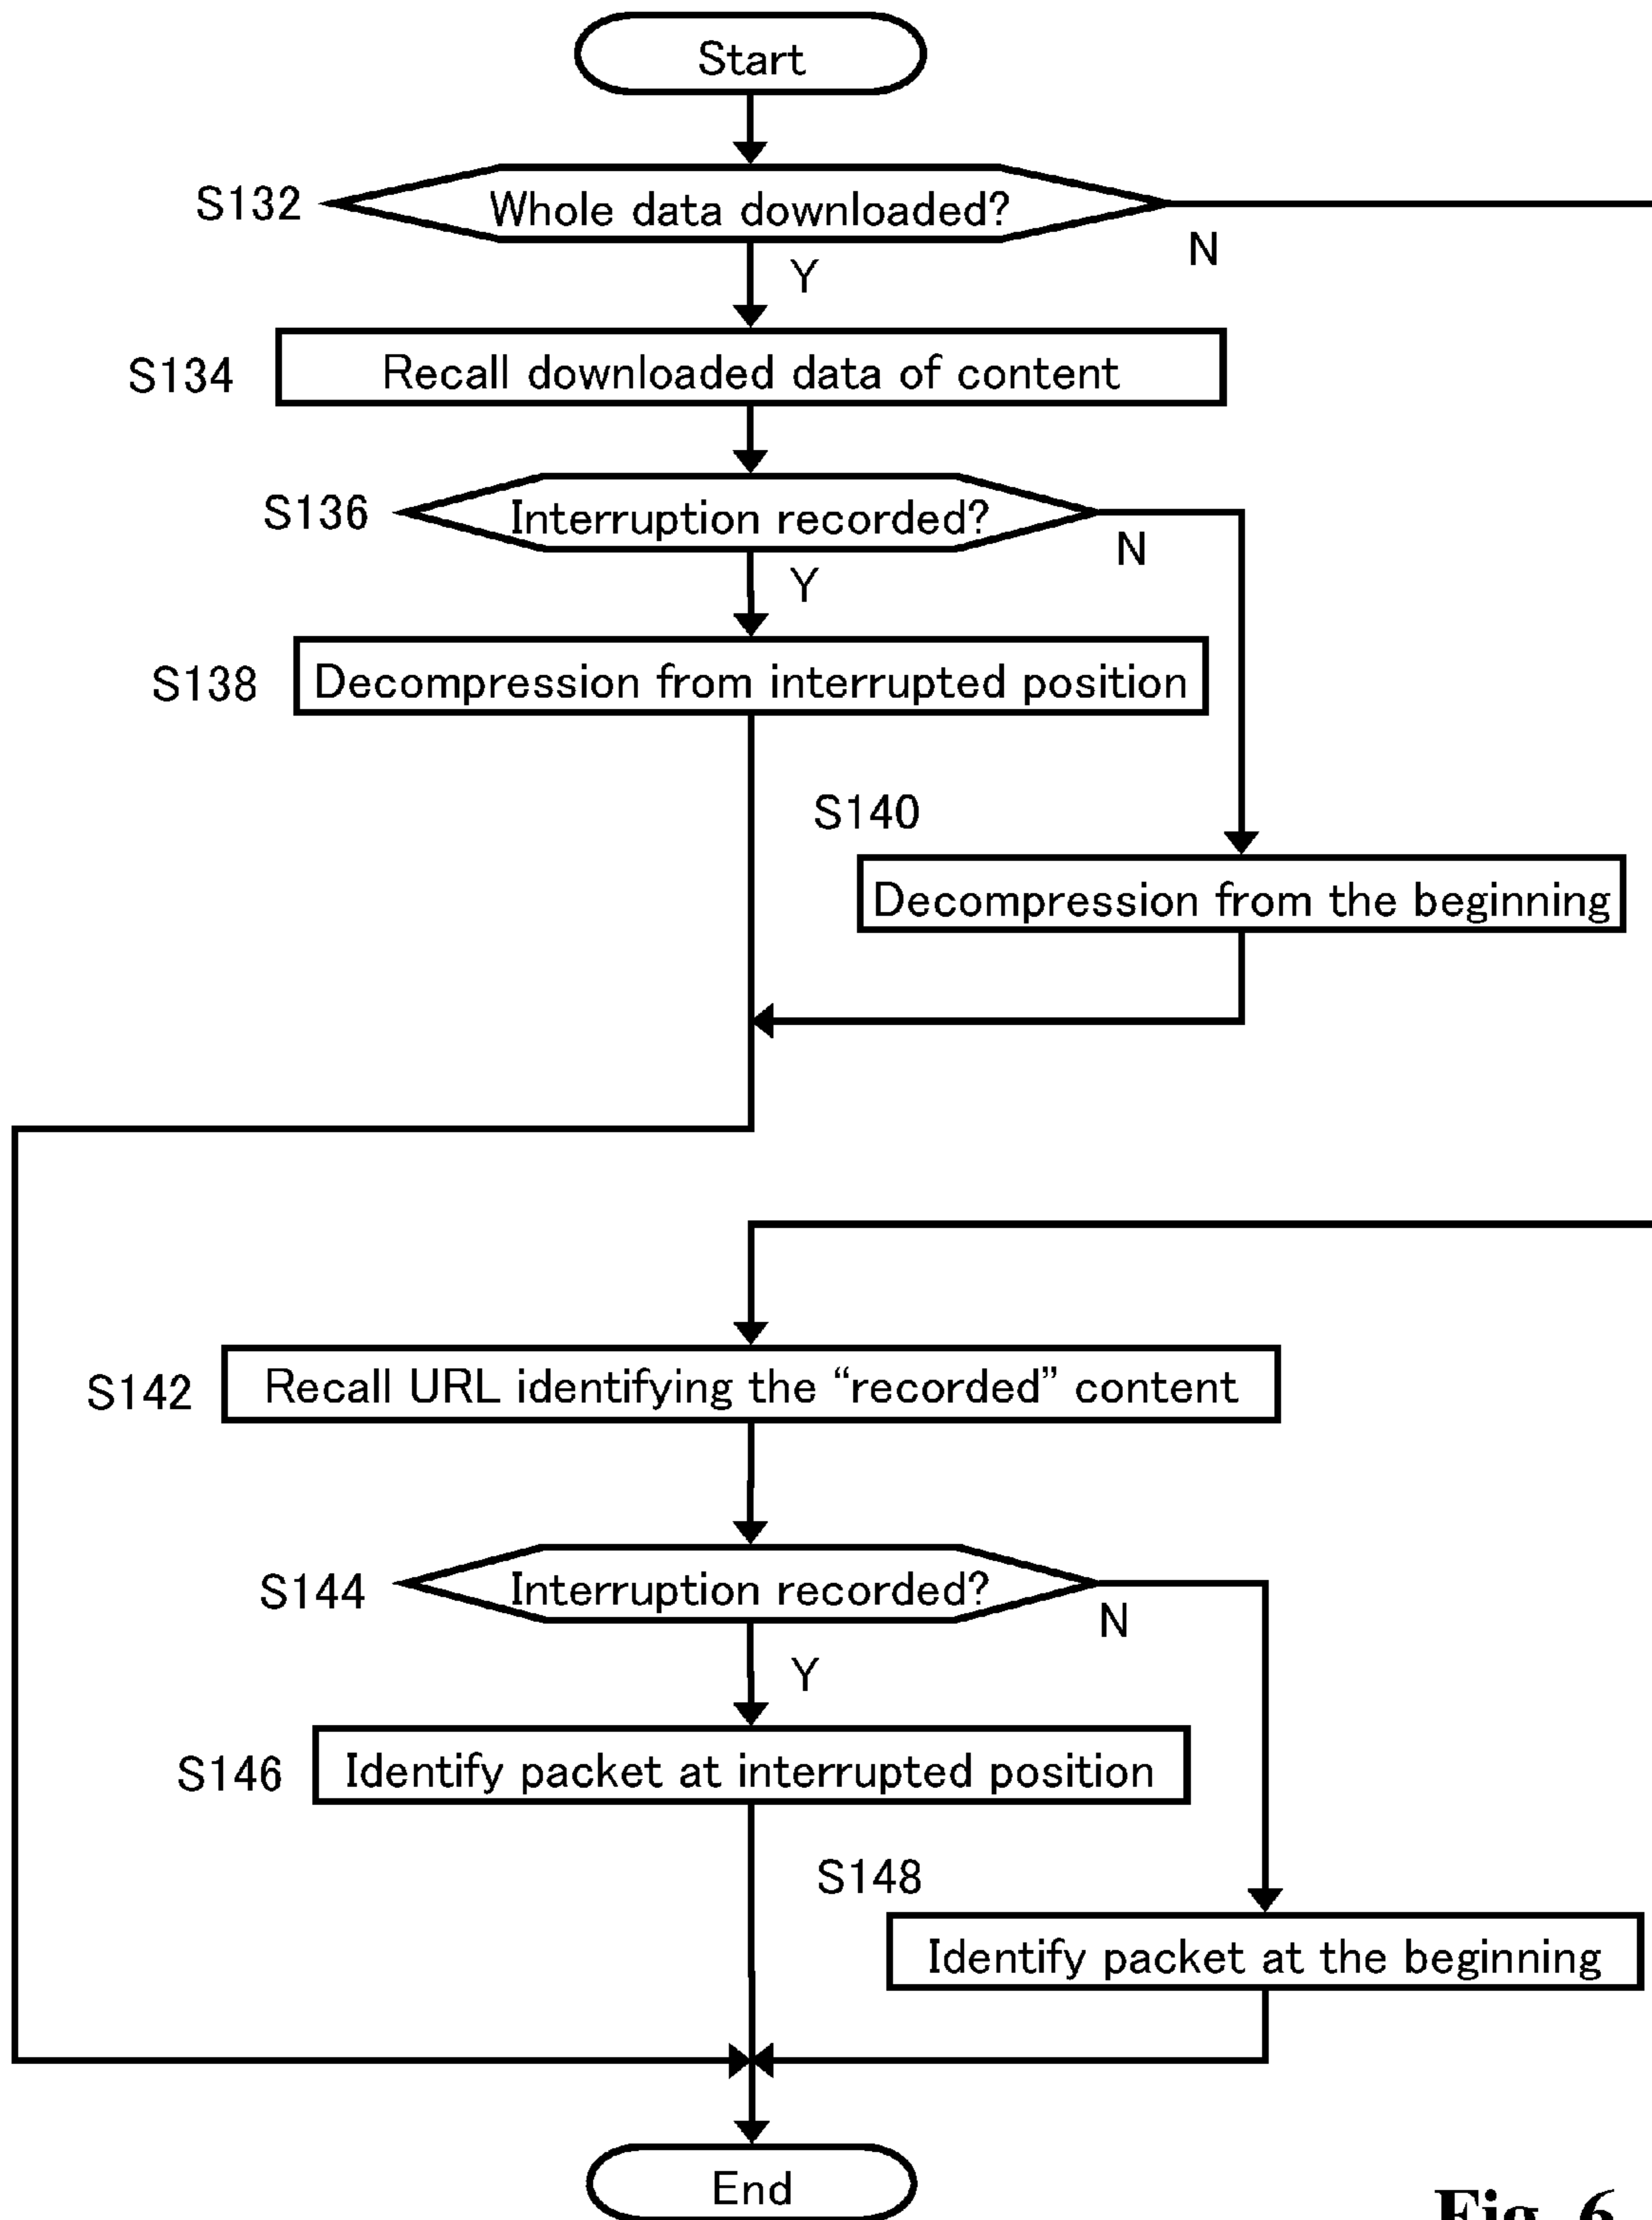 Start
S132
Whole data downloaded?
N
Y
S134
Recall downloaded data of content
S136
Interruption recorded?
N
Y
S138
Decompression from interrupted position
S140
Decompression from the beginning
S142
Recall URL identifying the “recorded” content
S144
Interruption recorded?
N
Y
S146
Identify packet at interrupted position
S148
Identify packet at the beginning
End
Fig. 6